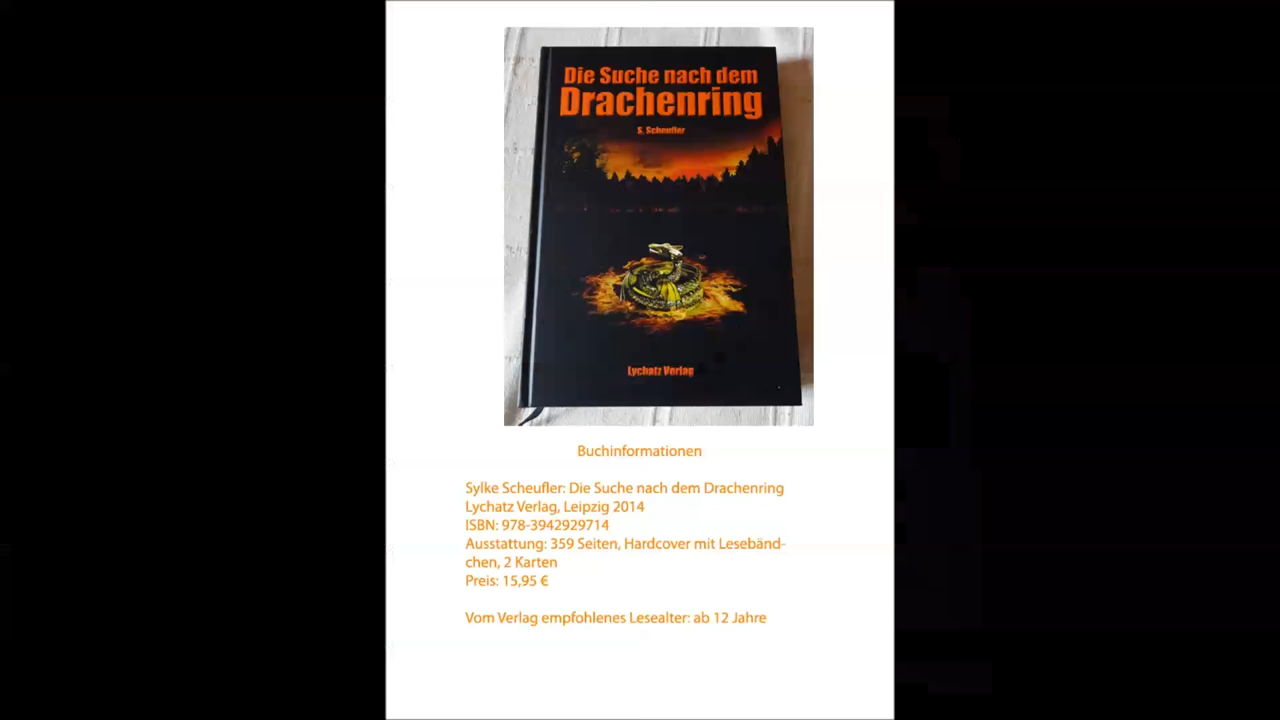 Die Suche nach dem
Drachenring
S. Scheufler
Lychatz Verlag
Buchinformationen
Sylke Scheufler: Die Suche nach dem Drachenring
Lychatz Verlag, Leipzig 2014
ISBN: 978-3942929714
Ausstattung: 359 Seiten, Hardcover mit Lesebänd-
chen, 2 Karten
Preis: 15,95 €
Vom Verlag empfohlenes Lesealter: ab 12 Jahre